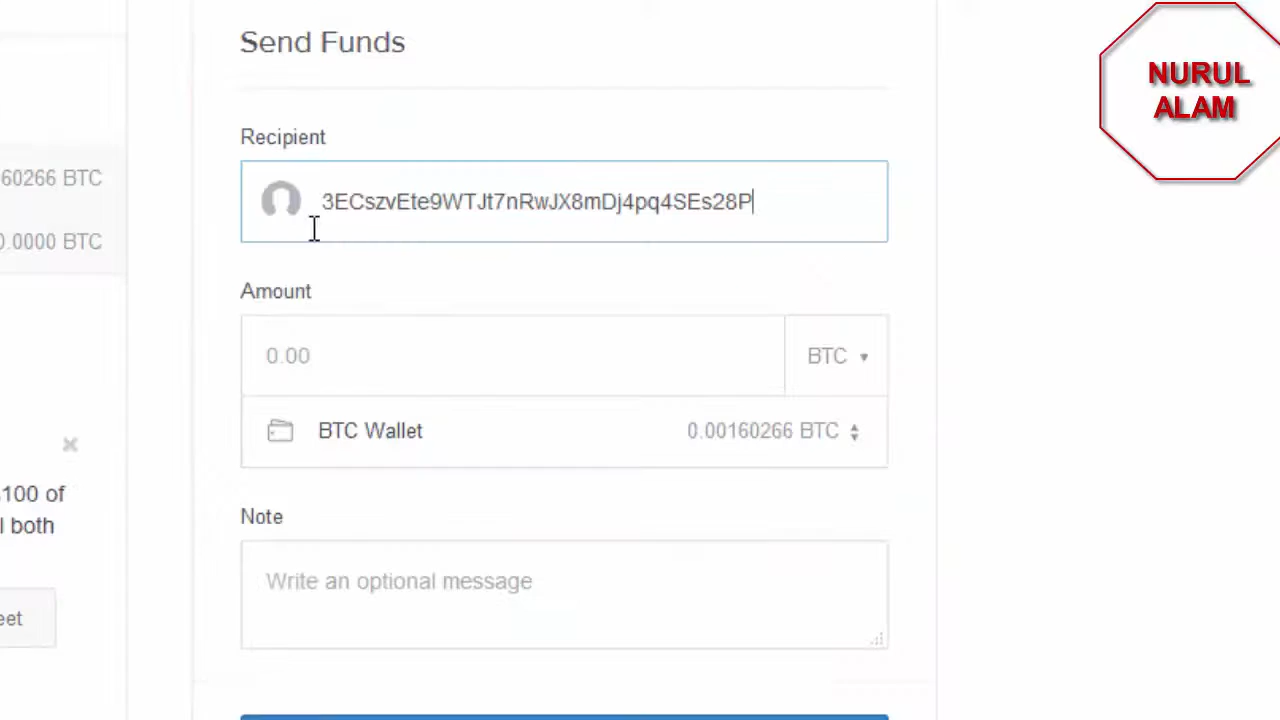 Send Funds
NURUL
ALAM
Recipient
60266 BTC
3ECszvEte9WTJt7nRwJX8mDj4pq4SEs28P
0.0000 BTC
Amount
0.00
BTC
BTC Wallet
0.00160266 BTC
100 of
l both
Note
Write an optional message
eet